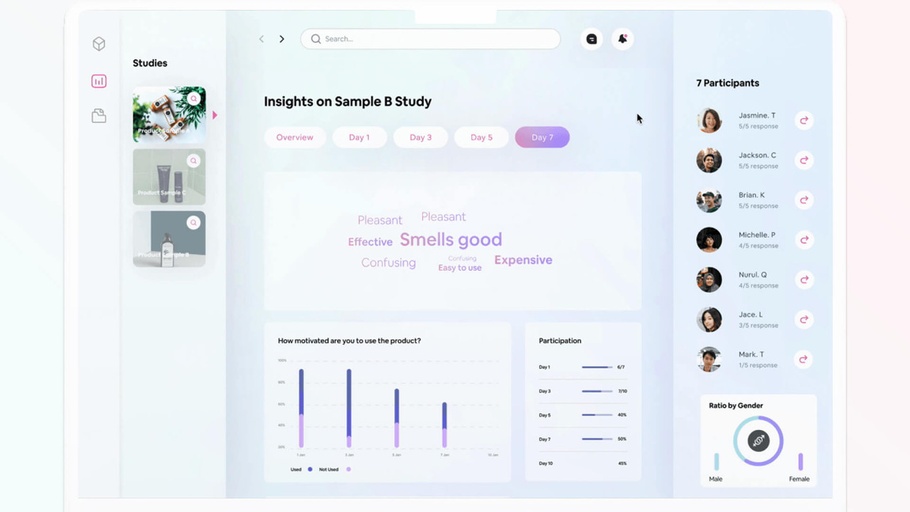 Studies
Product Sample C
Product Sample B
Search...
Insights on Sample B Study
Overview
Day 1
Day 3
Day 5
Day 7
Pleasant
Pleasant
Effective
Smells good
Confusing
Confusing
Easy to use
Expensive
How motivated are you to use the product?
100%
80%
60%
40%
20%
Used
Not Used
Participation
Day 1
6/7
Day 3
7/10
Day 5
40%
Day 7
50%
Day 10
45%
7 Participants
Jasmine. T
5/5 response
Jackson. C
5/5 response
Brian. K
5/5 response
Michelle. P
4/5 response
Nurul. Q
4/5 response
Jace. L
3/5 response
Mark. T
1/5 response
Ratio by Gender
Male
Female